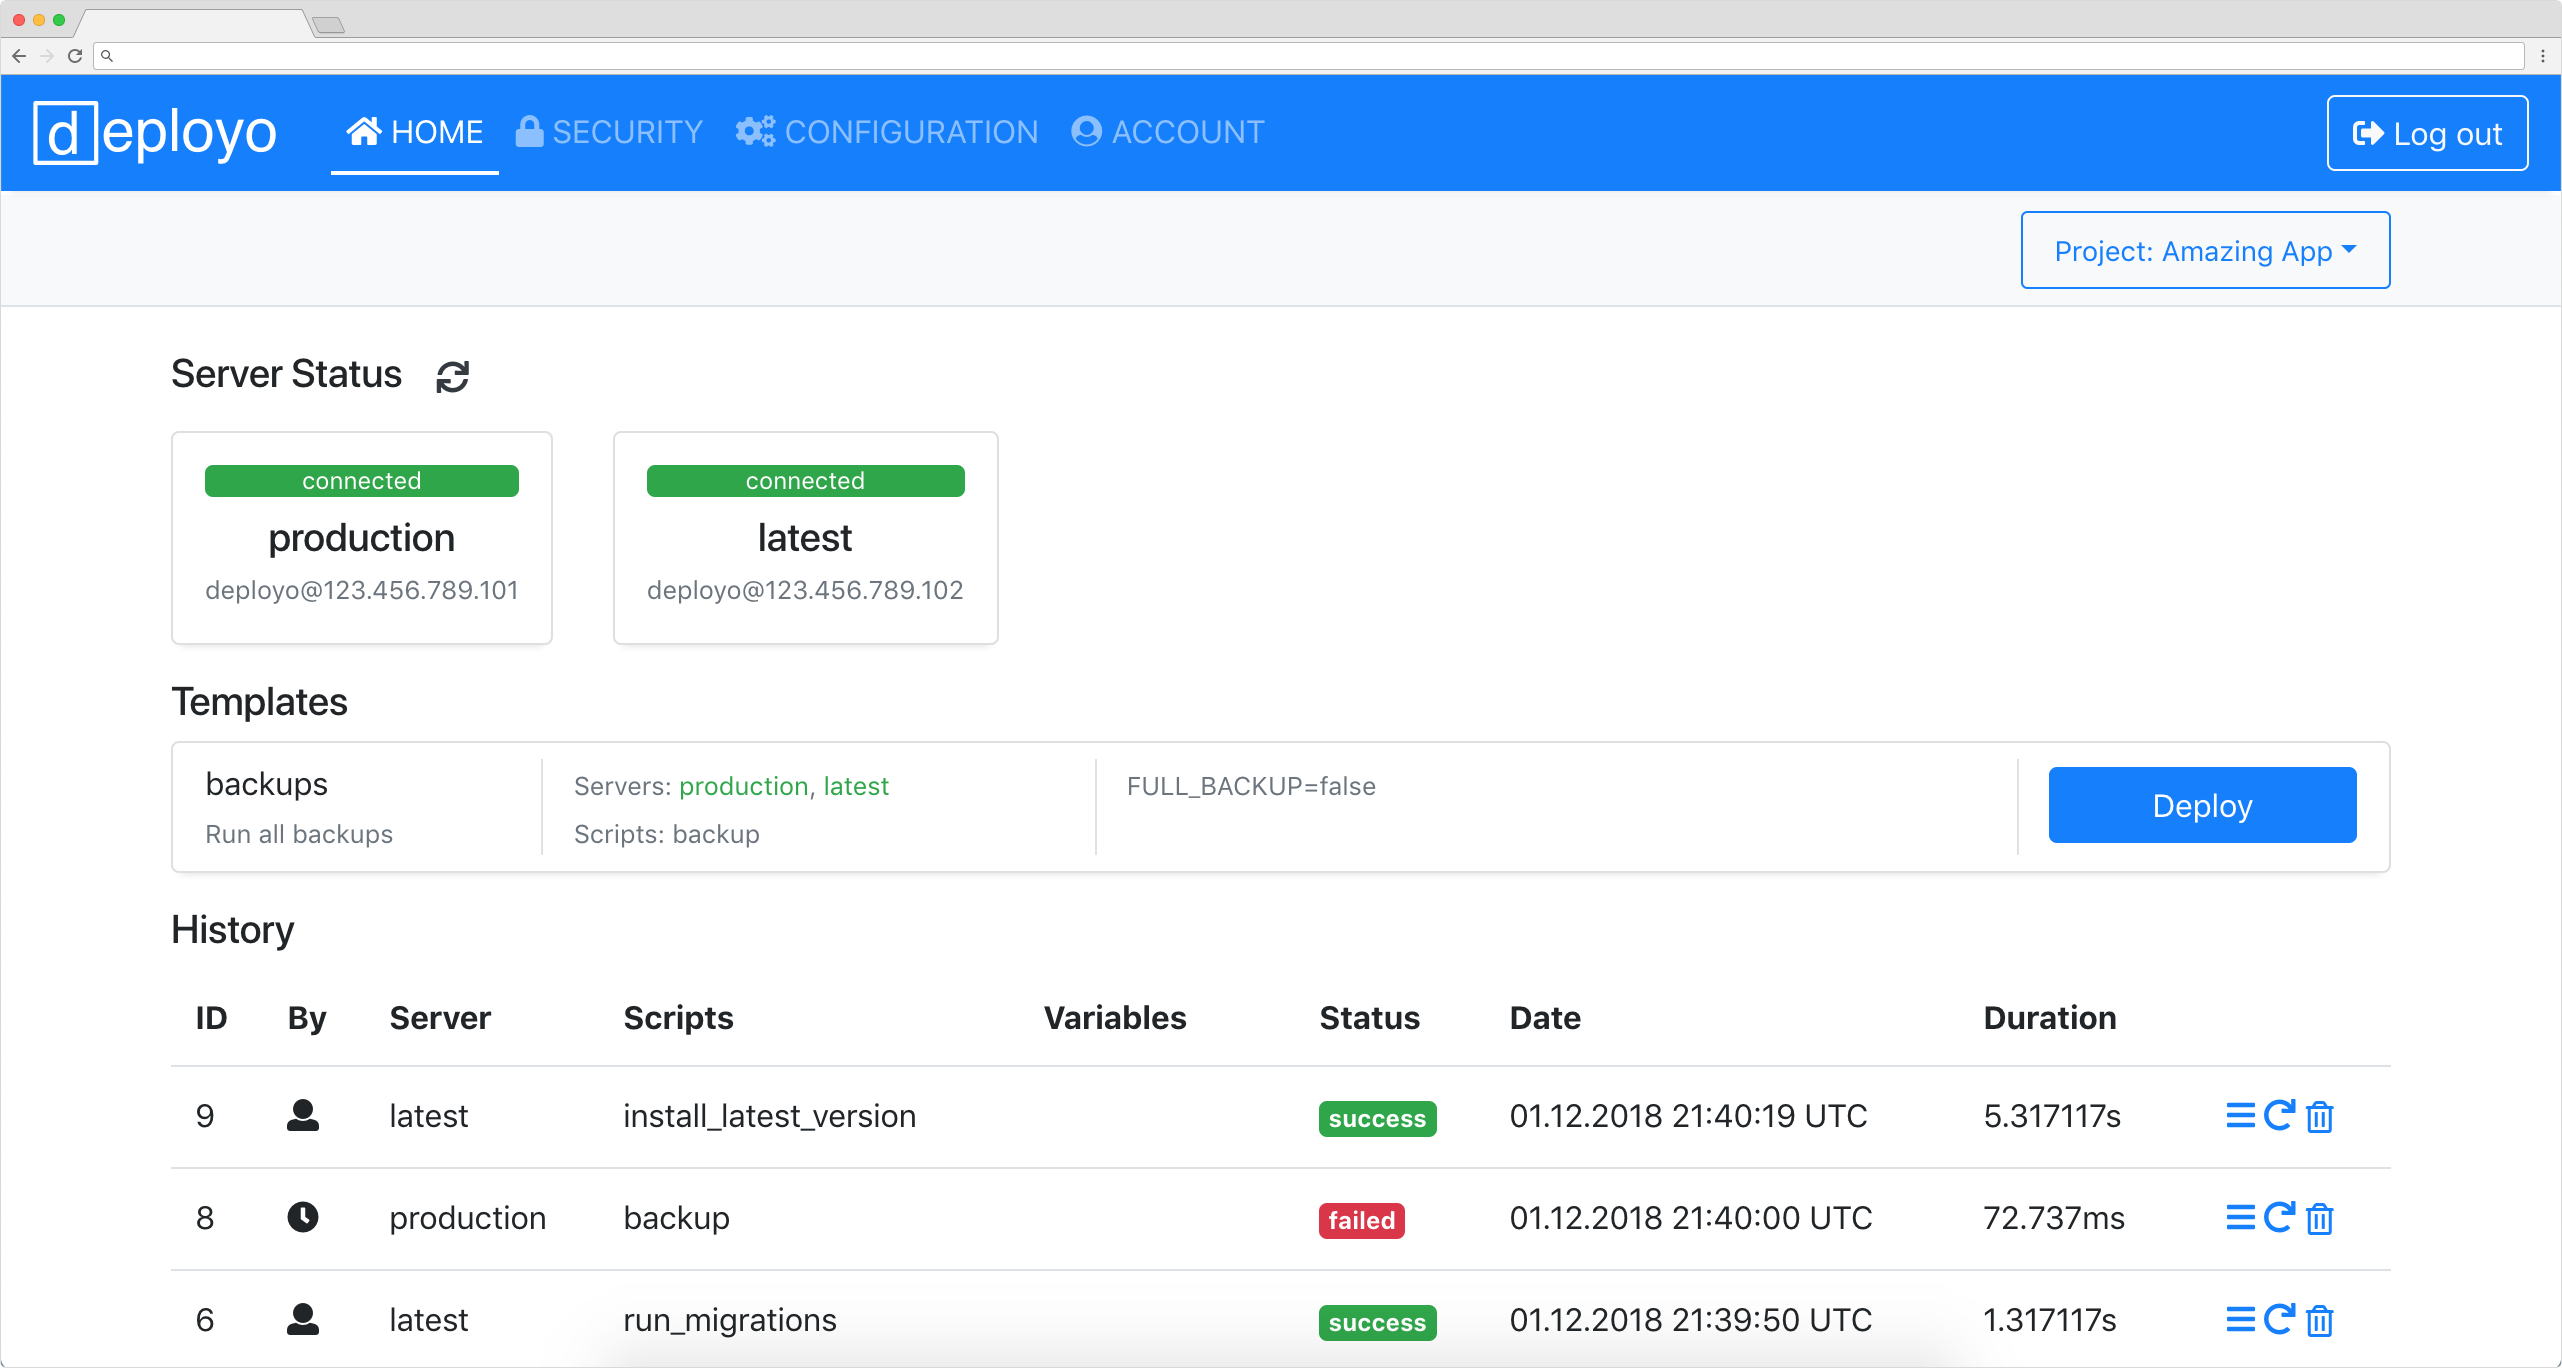 deployo HOME SECURITY CONFIGURATION ACCOUNT Log out
Project: Amazing App
Server Status
connected
production
deployo@123.456.789.101
connected
latest
deployo@123.456.789.102
Templates
backups
Run all backups
Servers: production, latest
Scripts: backup
FULL_BACKUP=false
Deploy
History
ID By Server Scripts Variables Status Date Duration
9 latest install_latest_version success 01.12.2018 21:40:19 UTC 5.317117s
8 production backup failed 01.12.2018 21:40:00 UTC 72.737ms
6 latest run_migrations success 01.12.2018 21:39:50 UTC 1.317117s